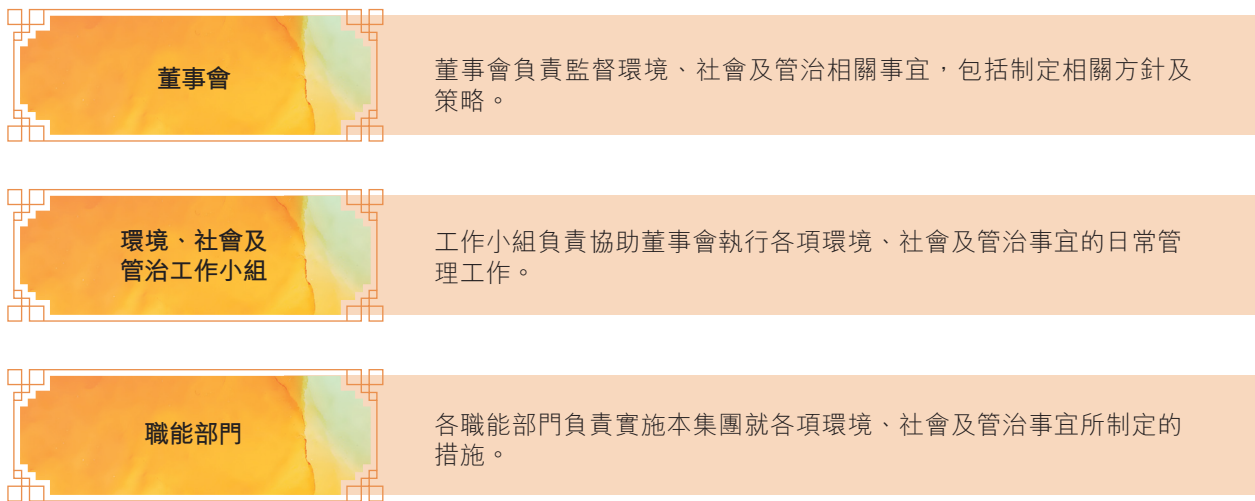 董事會
董事會負責監督環境、社會及管治相關事宜，包括制定相關方針及
策略。
環境、社會及
管治工作小組
工作小組負責協助董事會執行各項環境、社會及管治事宜的日常管
理工作。
職能部門
各職能部門負責實施本集團就各項環境、社會及管治事宜所制定的
措施。